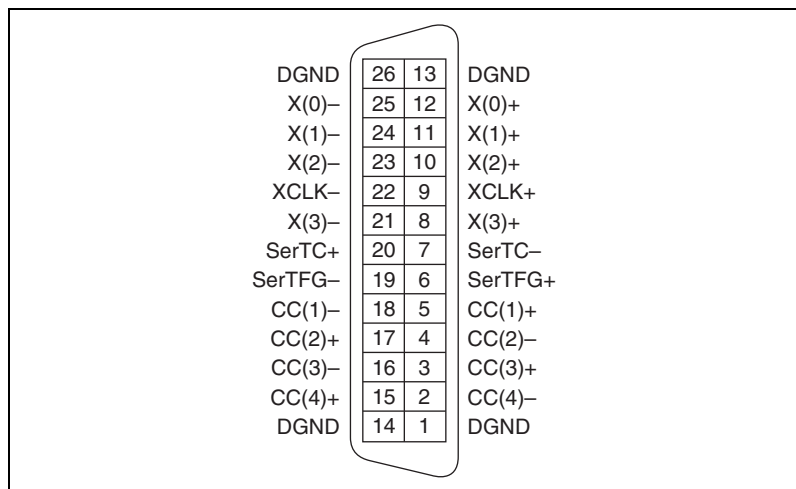 DGND 26 13 DGND
X(0)– 25 12 X(0)+
X(1)– 24 11 X(1)+
X(2)– 23 10 X(2)+
XCLK– 22 9 XCLK+
X(3)– 21 8 X(3)+
SerTC+ 20 7 SerTC–
SerTFG– 19 6 SerTFG+
CC(1)– 18 5 CC(1)+
CC(2)+ 17 4 CC(2)–
CC(3)– 16 3 CC(3)+
CC(4)+ 15 2 CC(4)–
DGND 14 1 DGND